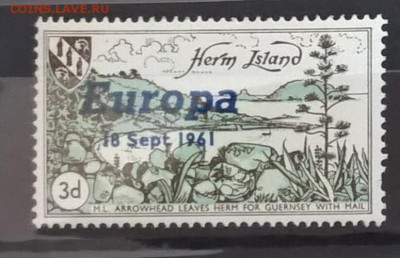 COINS.LAVE.RU
Herm Island
Europa
18 Sept 1961
3d
M.L. ARROWHEAD LEAVES HERM FOR GUERNSEY WITH MAIL